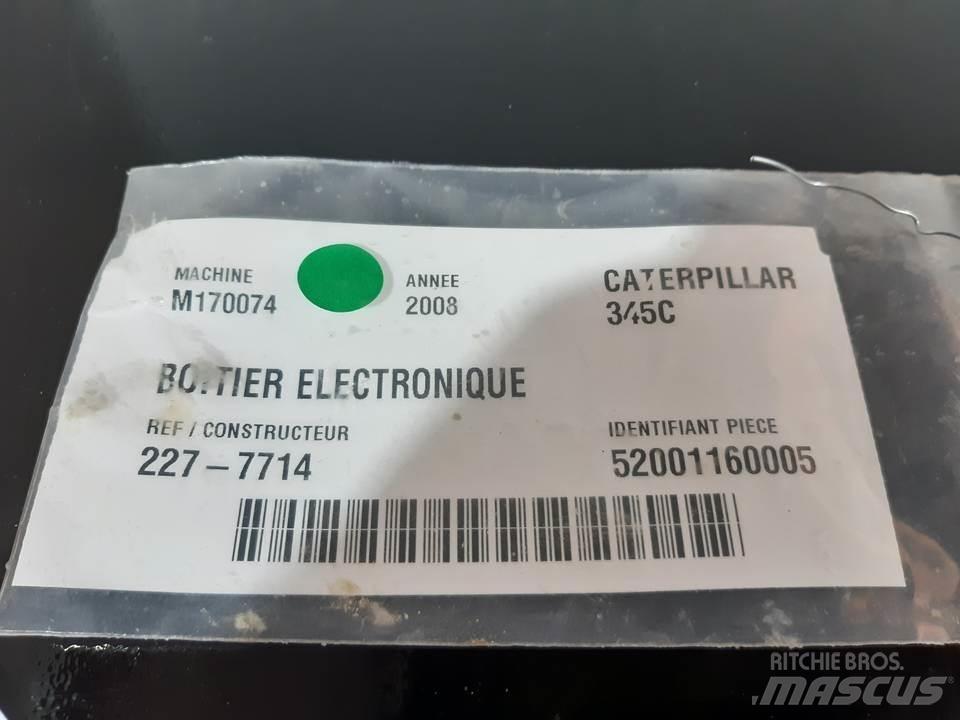 MACHINE
M170074
ANNEE
2008
CATERPILLAR
345C
BOITIER ELECTRONIQUE
REF / CONSTRUCTEUR
227-7714
IDENTIFIANT PIECE
52001160005
RITCHIE BROS.
MASCUS